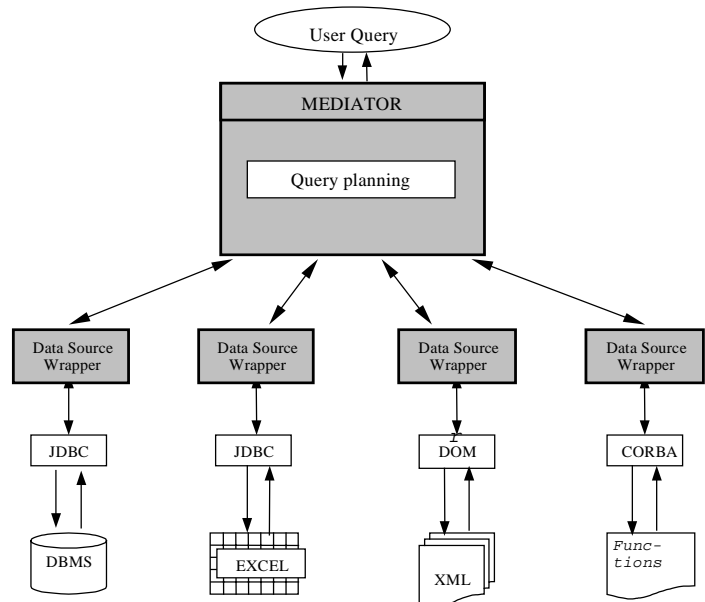 User Query
MEDIATOR
Query planning
Data Source
Wrapper
Data Source
Wrapper
Data Source
Wrapper
Data Source
Wrapper
JDBC
JDBC
r
DOM
CORBA
DBMS
EXCEL
XML
Func-
tions